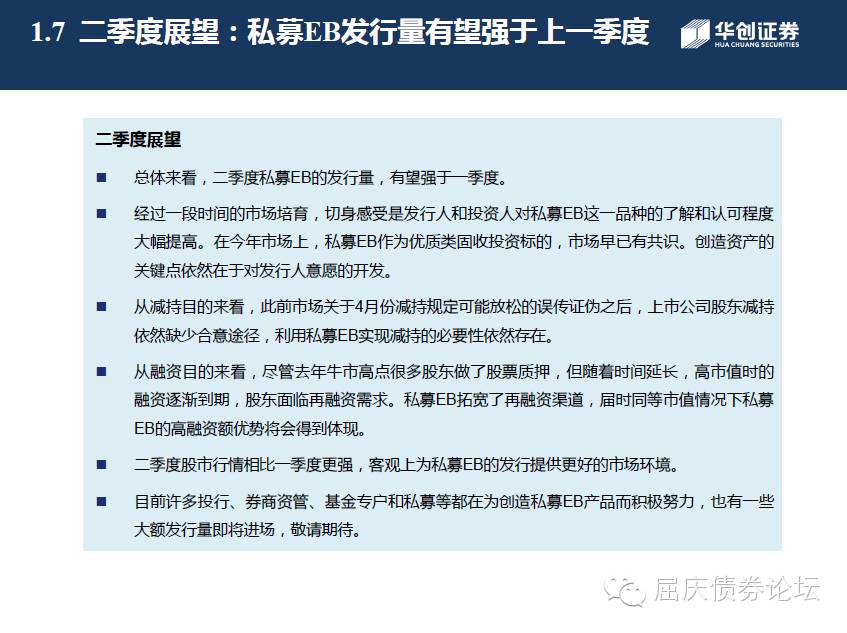 1.7 二季度展望：私募EB发行量有望强于上一季度
华创证券
HUA CHUANG SECURITIES
二季度展望
■ 总体来看，二季度私募EB的发行量，有望强于一季度。
■ 经过一段时间的市场培育，切身感受是发行人和投资人对私募EB这一品种的了解和认可程度
大幅提高。在今年市场上，私募EB作为优质类固收投资标的，市场早已有共识。创造资产的
关键点依然在于对发行人意愿的开发。
■ 从减持目的来看，此前市场关于4月份减持规定可能放松的误传证伪之后，上市公司股东减持
依然缺少合意途径，利用私募EB实现减持的必要性依然存在。
■ 从融资目的来看，尽管去年牛市高点很多股东做了股票质押，但随着时间延长，高市值时的
融资逐渐到期，股东面临再融资需求。私募EB拓宽了再融资渠道，届时同等市值情况下私募
EB的高融资额优势将会得到体现。
■ 二季度股市行情相比一季度更强，客观上为私募EB的发行提供更好的市场环境。
■ 目前许多投行、券商资管、基金专户和私募等都在为创造私募EB产品而积极努力，也有一些
大额发行量即将进场，敬请期待。
屈庆债券论坛